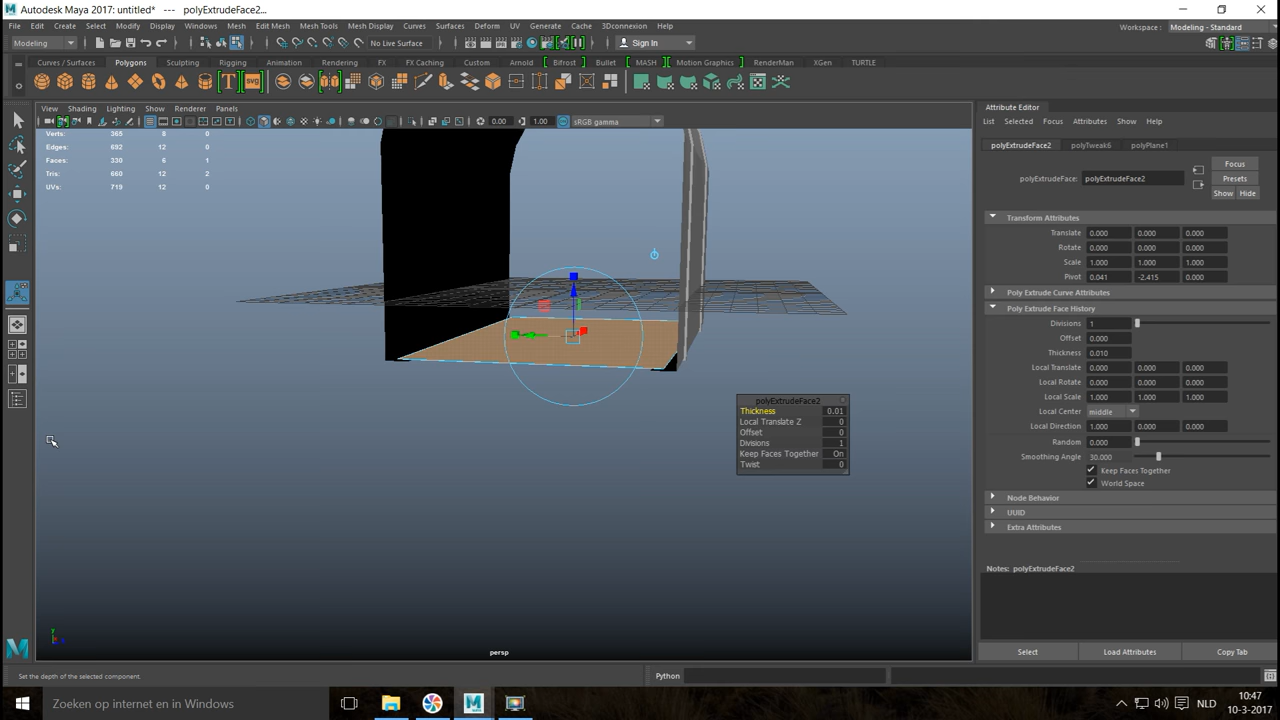 Autodesk Maya 2017: untitled* --- polyExtrudeFace2...
File Edit Create Select Modify Display Windows Mesh Edit Mesh Mesh Tools Mesh Display Curves Surfaces Deform UV Generate Cache 3Dconnexion Help
Workspace : Modeling - Standard
Modeling
No Live Surface
Sign In
Curves / Surfaces Polygons Sculpting Rigging Animation Rendering FX FX Caching Custom Arnold Bifrost Bullet MASH Motion Graphics RenderMan XGen TURTLE
View Shading Lighting Show Renderer Panels
0.00 1.00 sRGB gamma
Verts: 365 8 0
Edges: 692 12 0
Faces: 330 6 1
Tris: 660 12 2
UVs: 719 12 0
polyExtrudeFace2
Thickness 0.01
Local Translate Z 0
Offset 0
Divisions 1
Keep Faces Together On
Twist 0
persp
Attribute Editor
List Selected Focus Attributes Show Help
polyExtrudeFace2 polyTweak6 polyPlane1
Focus
polyExtrudeFace: polyExtrudeFace2
Presets
Show Hide
Transform Attributes
Translate 0.000 0.000 0.000
Rotate 0.000 0.000 0.000
Scale 1.000 1.000 1.000
Pivot 0.041 -2.415 0.000
Poly Extrude Curve Attributes
Poly Extrude Face History
Divisions 1
Offset 0.000
Thickness 0.010
Local Translate 0.000 0.000 0.000
Local Rotate 0.000 0.000 0.000
Local Scale 1.000 1.000 1.000
Local Center middle
Local Direction 1.000 0.000 0.000
Random 0.000
Smoothing Angle 30.000
Keep Faces Together
World Space
Node Behavior
UUID
Extra Attributes
Notes: polyExtrudeFace2
Select Load Attributes Copy Tab
Set the depth of the selected component.
Python
Zoeken op internet en in Windows
NLD
10:47
10-3-2017